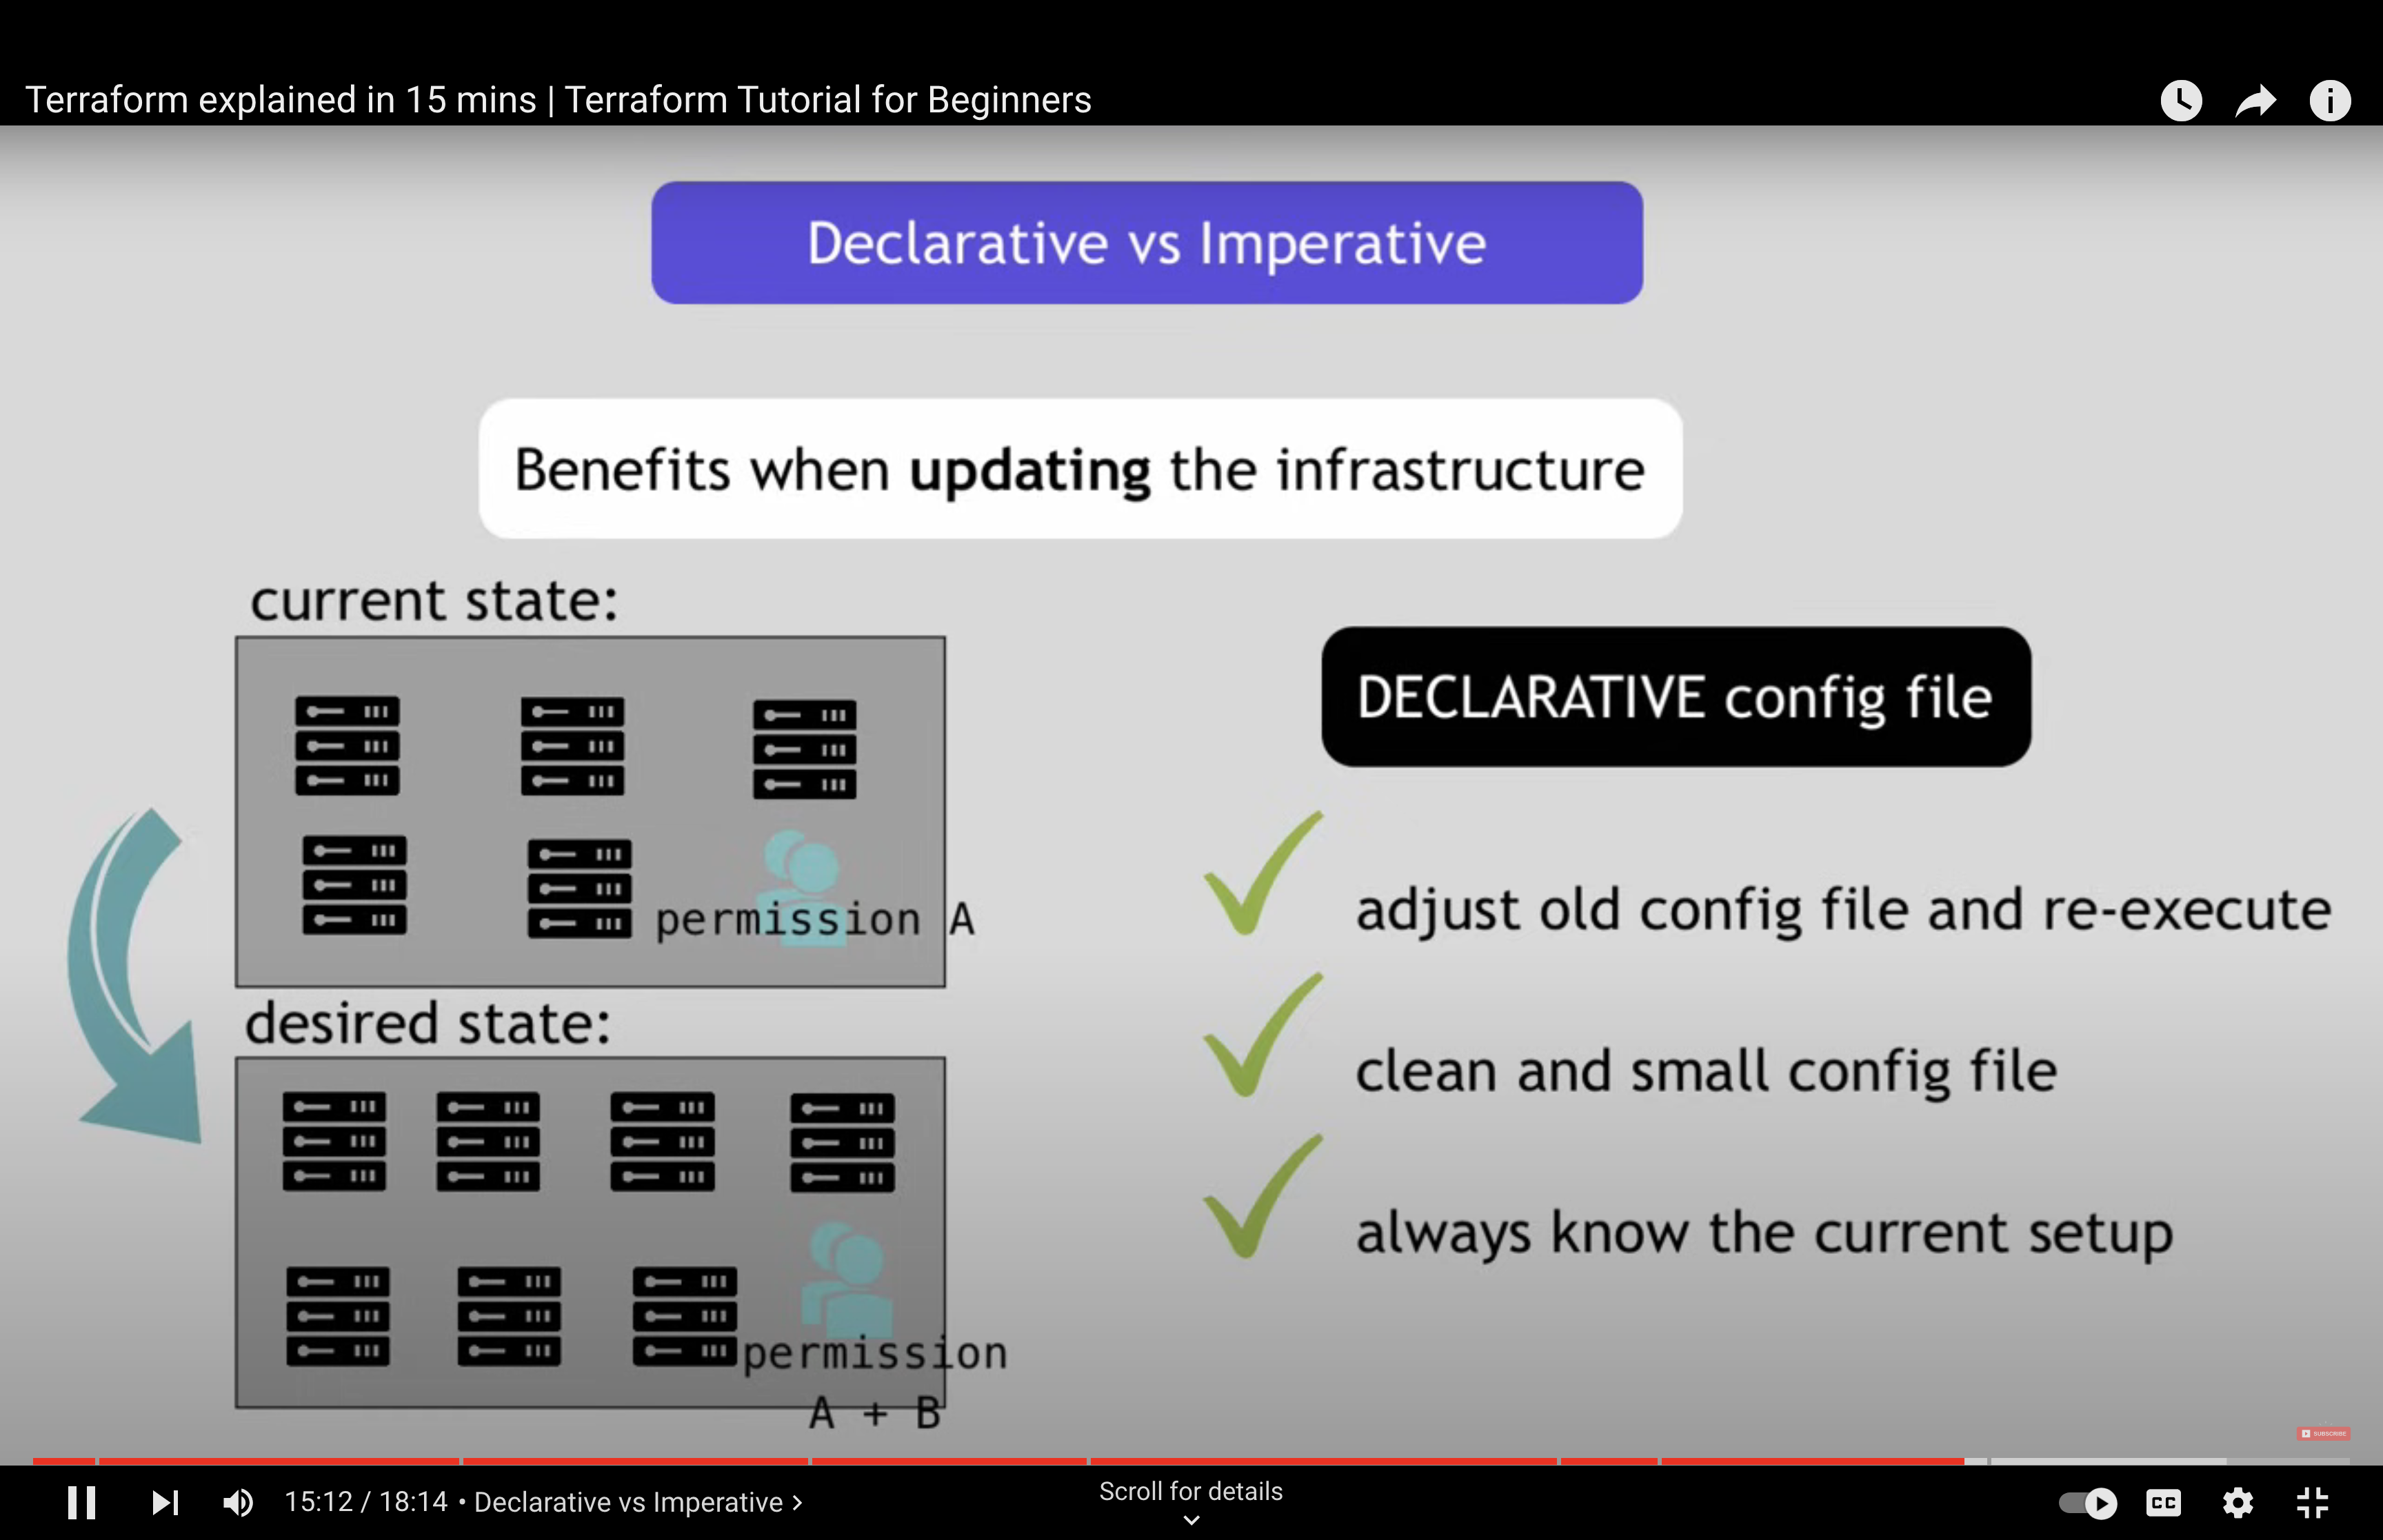 Terraform explained in 15 mins | Terraform Tutorial for Beginners
Declarative vs Imperative
Benefits when updating the infrastructure
current state:
permission A
desired state:
permission
A + B
DECLARATIVE config file
adjust old config file and re-execute
clean and small config file
always know the current setup
SUBSCRIBE
15:12 / 18:14 • Declarative vs Imperative >
Scroll for details
CC